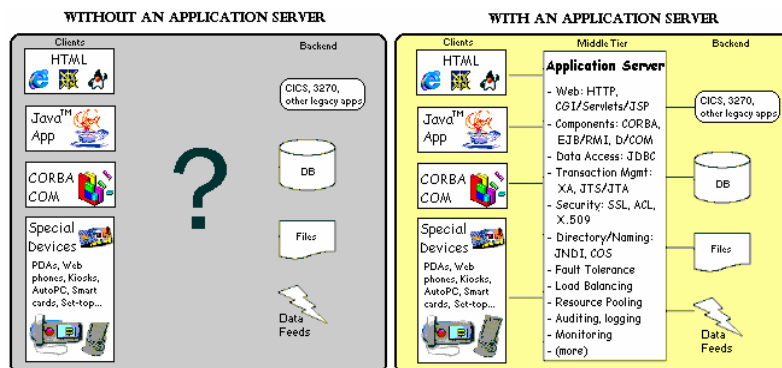 WITHOUT AN APPLICATION SERVER
Clients
Backend
HTML
Java™
App
CORBA
COM
Special
Devices
PDAs, Web
phones, Kiosks,
AutoPC, Smart
cards, Set-top...
?
CICS, 3270,
other legacy apps
DB
Files
Data
Feeds
WITH AN APPLICATION SERVER
Clients
Middle Tier
Backend
HTML
Java™
App
CORBA
COM
Special
Devices
PDAs, Web
phones, Kiosks,
AutoPC, Smart
cards, Set-top...
Application Server
- Web: HTTP,
CGI/Servlets/JSP
- Components: CORBA,
EJB/RMI, D/COM
- Data Access: JDBC
- Transaction Mgmt:
XA, JTS/JTA
- Security: SSL, ACL,
X.509
- Directory/Naming:
JNDI, COS
- Fault Tolerance
- Load Balancing
- Resource Pooling
- Auditing, logging
- Monitoring
- (more)
CICS, 3270,
other legacy apps
DB
Files
Data
Feeds